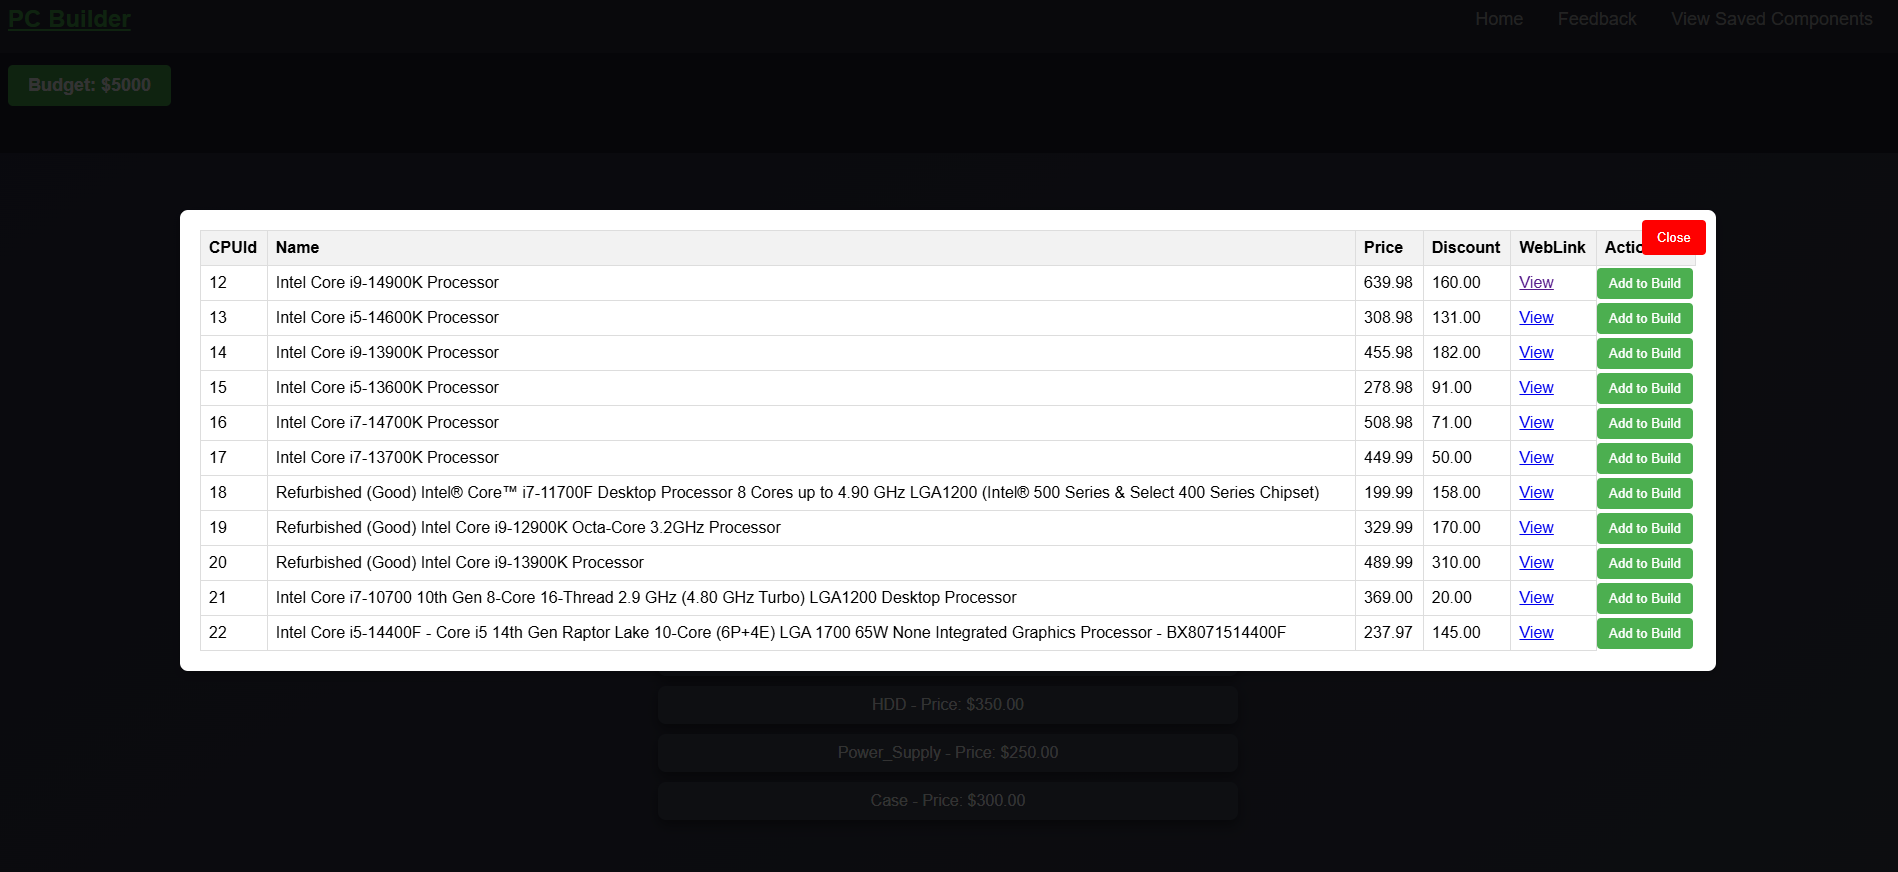 PC Builder
Home Feedback View Saved Components
Budget: $5000
Close
CPUId Name Price Discount WebLink
12 Intel Core i9-14900K Processor 639.98 160.00 View Add to Build
13 Intel Core i5-14600K Processor 308.98 131.00 View Add to Build
14 Intel Core i9-13900K Processor 455.98 182.00 View Add to Build
15 Intel Core i5-13600K Processor 278.98 91.00 View Add to Build
16 Intel Core i7-14700K Processor 508.98 71.00 View Add to Build
17 Intel Core i7-13700K Processor 449.99 50.00 View Add to Build
18 Refurbished (Good) Intel® Core™ i7-11700F Desktop Processor 8 Cores up to 4.90 GHz LGA1200 (Intel® 500 Series & Select 400 Series Chipset) 199.99 158.00 View Add to Build
19 Refurbished (Good) Intel Core i9-12900K Octa-Core 3.2GHz Processor 329.99 170.00 View Add to Build
20 Refurbished (Good) Intel Core i9-13900K Processor 489.99 310.00 View Add to Build
21 Intel Core i7-10700 10th Gen 8-Core 16-Thread 2.9 GHz (4.80 GHz Turbo) LGA1200 Desktop Processor 369.00 20.00 View Add to Build
22 Intel Core i5-14400F - Core i5 14th Gen Raptor Lake 10-Core (6P+4E) LGA 1700 65W None Integrated Graphics Processor - BX8071514400F 237.97 145.00 View Add to Build
HDD - Price: $350.00
Power_Supply - Price: $250.00
Case - Price: $300.00